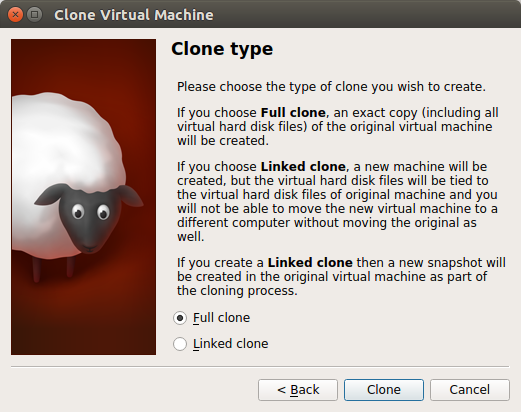 Clone Virtual Machine
Clone type
Please choose the type of clone you wish to create.
If you choose Full clone, an exact copy (including all
virtual hard disk files) of the original virtual machine
will be created.
If you choose Linked clone, a new machine will be
created, but the virtual hard disk files will be tied to
the virtual hard disk files of original machine and you
will not be able to move the new virtual machine to a
different computer without moving the original as
well.
If you create a Linked clone then a new snapshot will
be created in the original virtual machine as part of
the cloning process.
Full clone
Linked clone
< Back
Clone
Cancel